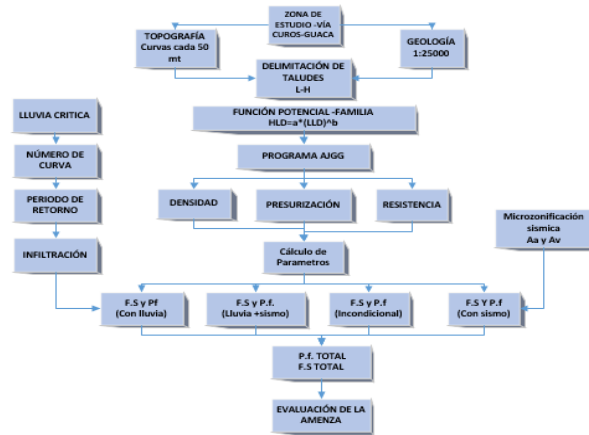 ZONA DE
ESTUDIO -VÍA
CUROS-GUACA
TOPOGRAFÍA
Curvas cada 50
mt
GEOLOGÍA
1:25000
DELIMITACIÓN DE
TALUDES
L-H
FUNCIÓN POTENCIAL -FAMILIA
HLD=a*(LLD)^b
LLUVIA CRITICA
NÚMERO DE
CURVA
PROGRAMA AJGG
PERIODO DE
RETORNO
DENSIDAD
PRESURIZACIÓN
RESISTENCIA
Microzonificación
sismica
Aa y Av
INFILTRACIÓN
Cálculo de
Parametros
F.S y Pf
(Con lluvia)
F.S y P.f.
(Lluvia +sismo)
F.S y P.f
(Incondicional)
F.S Y P.f
(Con sismo)
P.f. TOTAL
F.S TOTAL
EVALUACIÓN DE LA
AMENZA